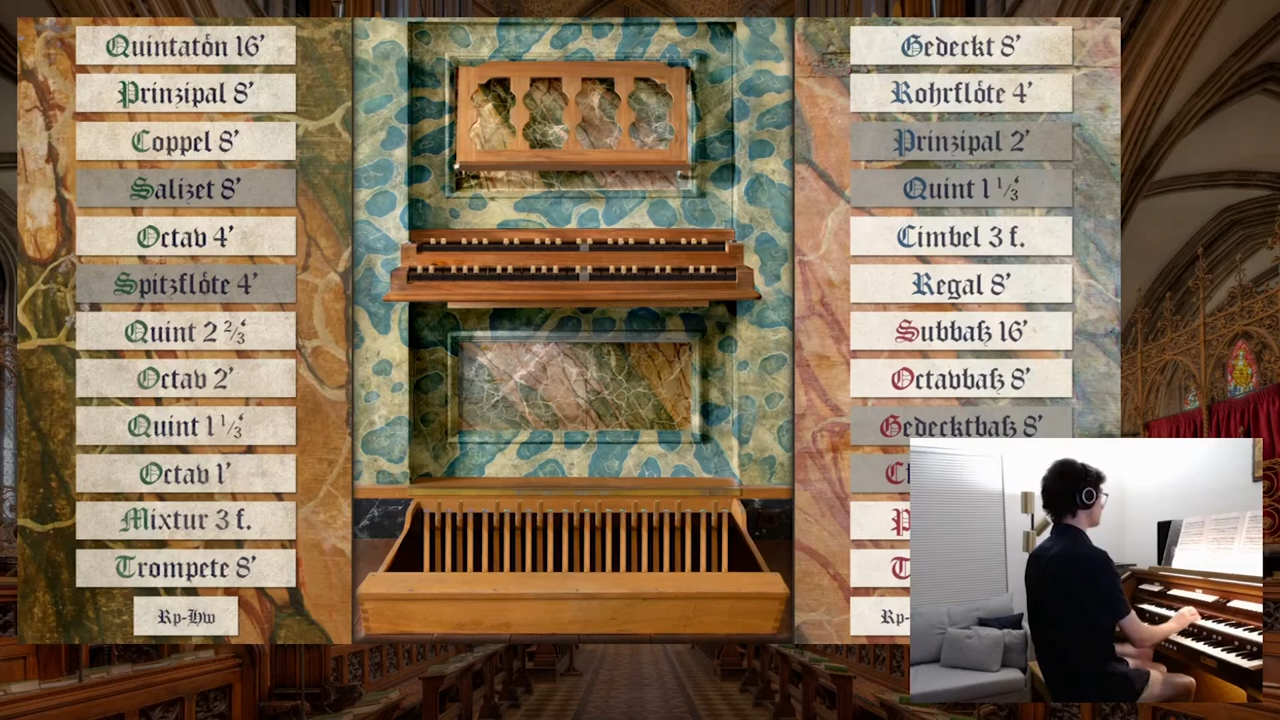 Quintatön 16'
Prinzipal 8'
Coppel 8'
Salizet 8'
Octav 4'
Spitzflöte 4'
Quint 2 ⅔'
Octav 2'
Quint 1 ⅓'
Octav 1'
Mixtur 3 f.
Trompete 8'
Rp-Hw
Gedeckt 8'
Rohrflöte 4'
Prinzipal 2'
Quint 1 ⅓'
Cimbel 3 f.
Regal 8'
Subbaß 16'
Octavbaß 8'
Gedecktbaß 8'